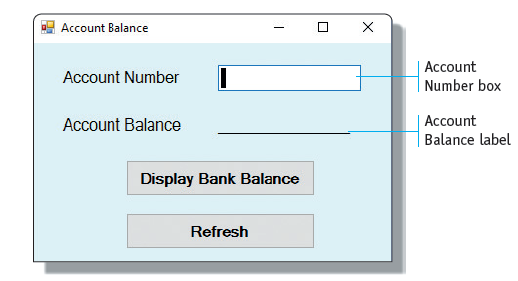 Account Balance
Account Number
Account
Number box
Account Balance
Account
Balance label
Display Bank Balance
Refresh